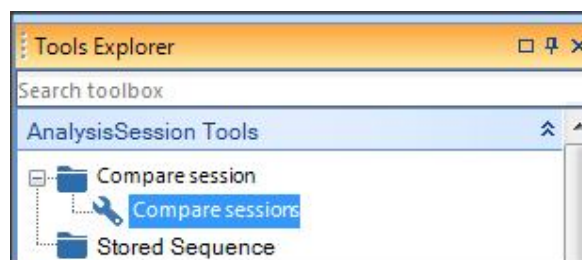 Tools Explorer
Search toolbox
AnalysisSession Tools
Compare session
Compare sessions
Stored Sequence